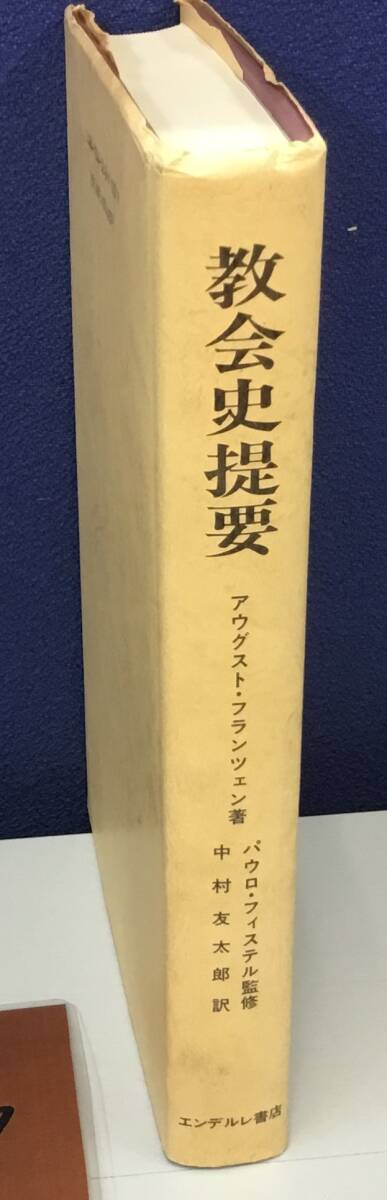 教会史提要
アウグスト・フランツェン著
パウロ・フィステル監修
中村友太郎訳
エンデルレ書店